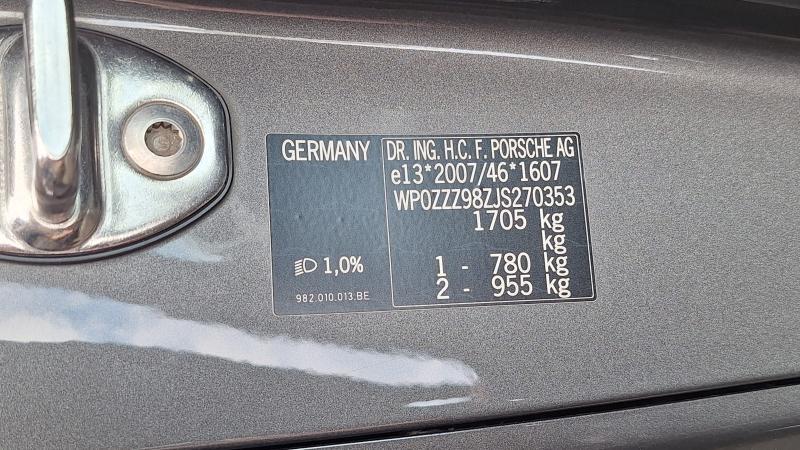 GERMANY
DR. ING. H.C. F. PORSCHE AG
e13*2007/46*1607
WP0ZZZ98ZJS270353
1705 kg
kg
1 - 780 kg
2 - 955 kg
1,0%
982.010.013.BE